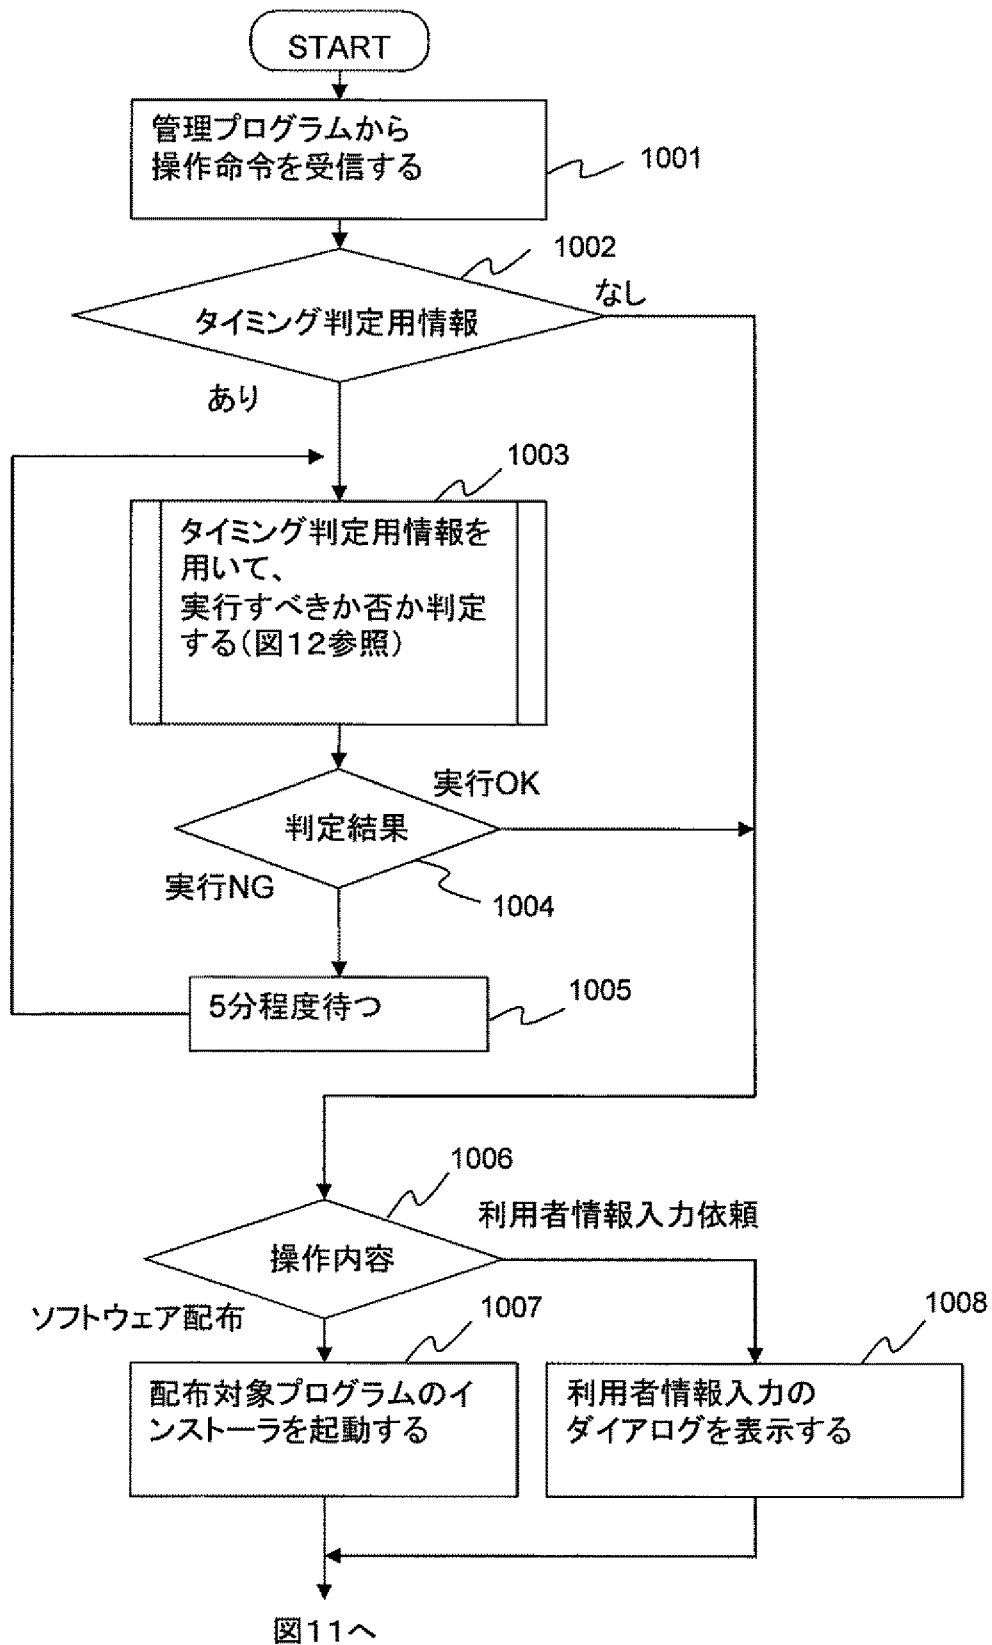 START
管理プログラムから
操作命令を受信する
1001
1002
なし
タイミング判定用情報
あり
1003
タイミング判定用情報を
用いて、
実行すべきか否か判定
する(図12参照)
実行OK
判定結果
実行NG
1004
5分程度待つ
1005
1006
利用者情報入力依頼
操作内容
ソフトウェア配布
1007
1008
配布対象プログラムのイ
ンストーラを起動する
利用者情報入力の
ダイアログを表示する
図11へ